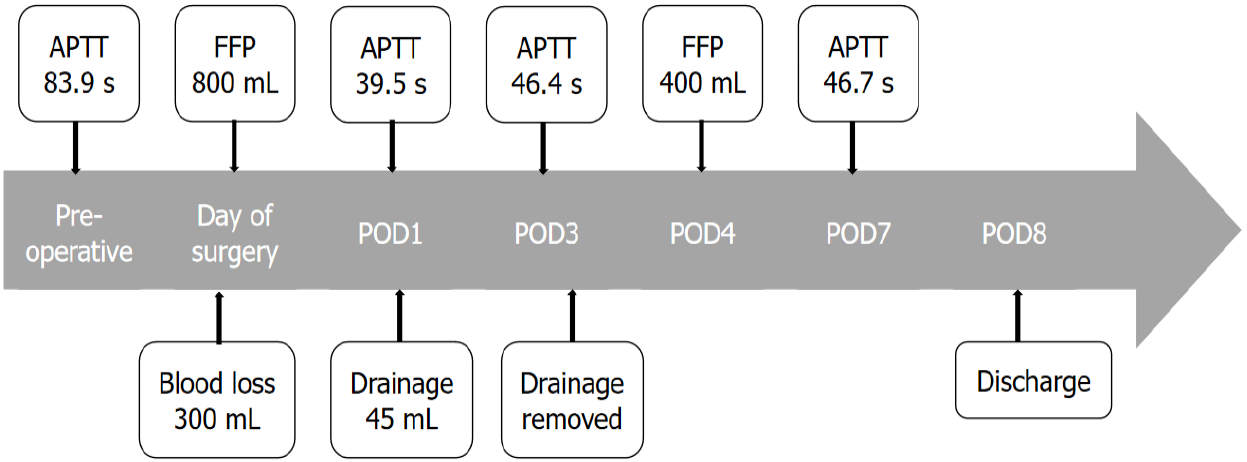 APTT
83.9 s
FFP
800 mL
APTT
39.5 s
APTT
46.4 s
FFP
400 mL
APTT
46.7 s
Pre-
operative
Day of
surgery
POD1
POD3
POD4
POD7
POD8
Blood loss
300 mL
Drainage
45 mL
Drainage
removed
Discharge